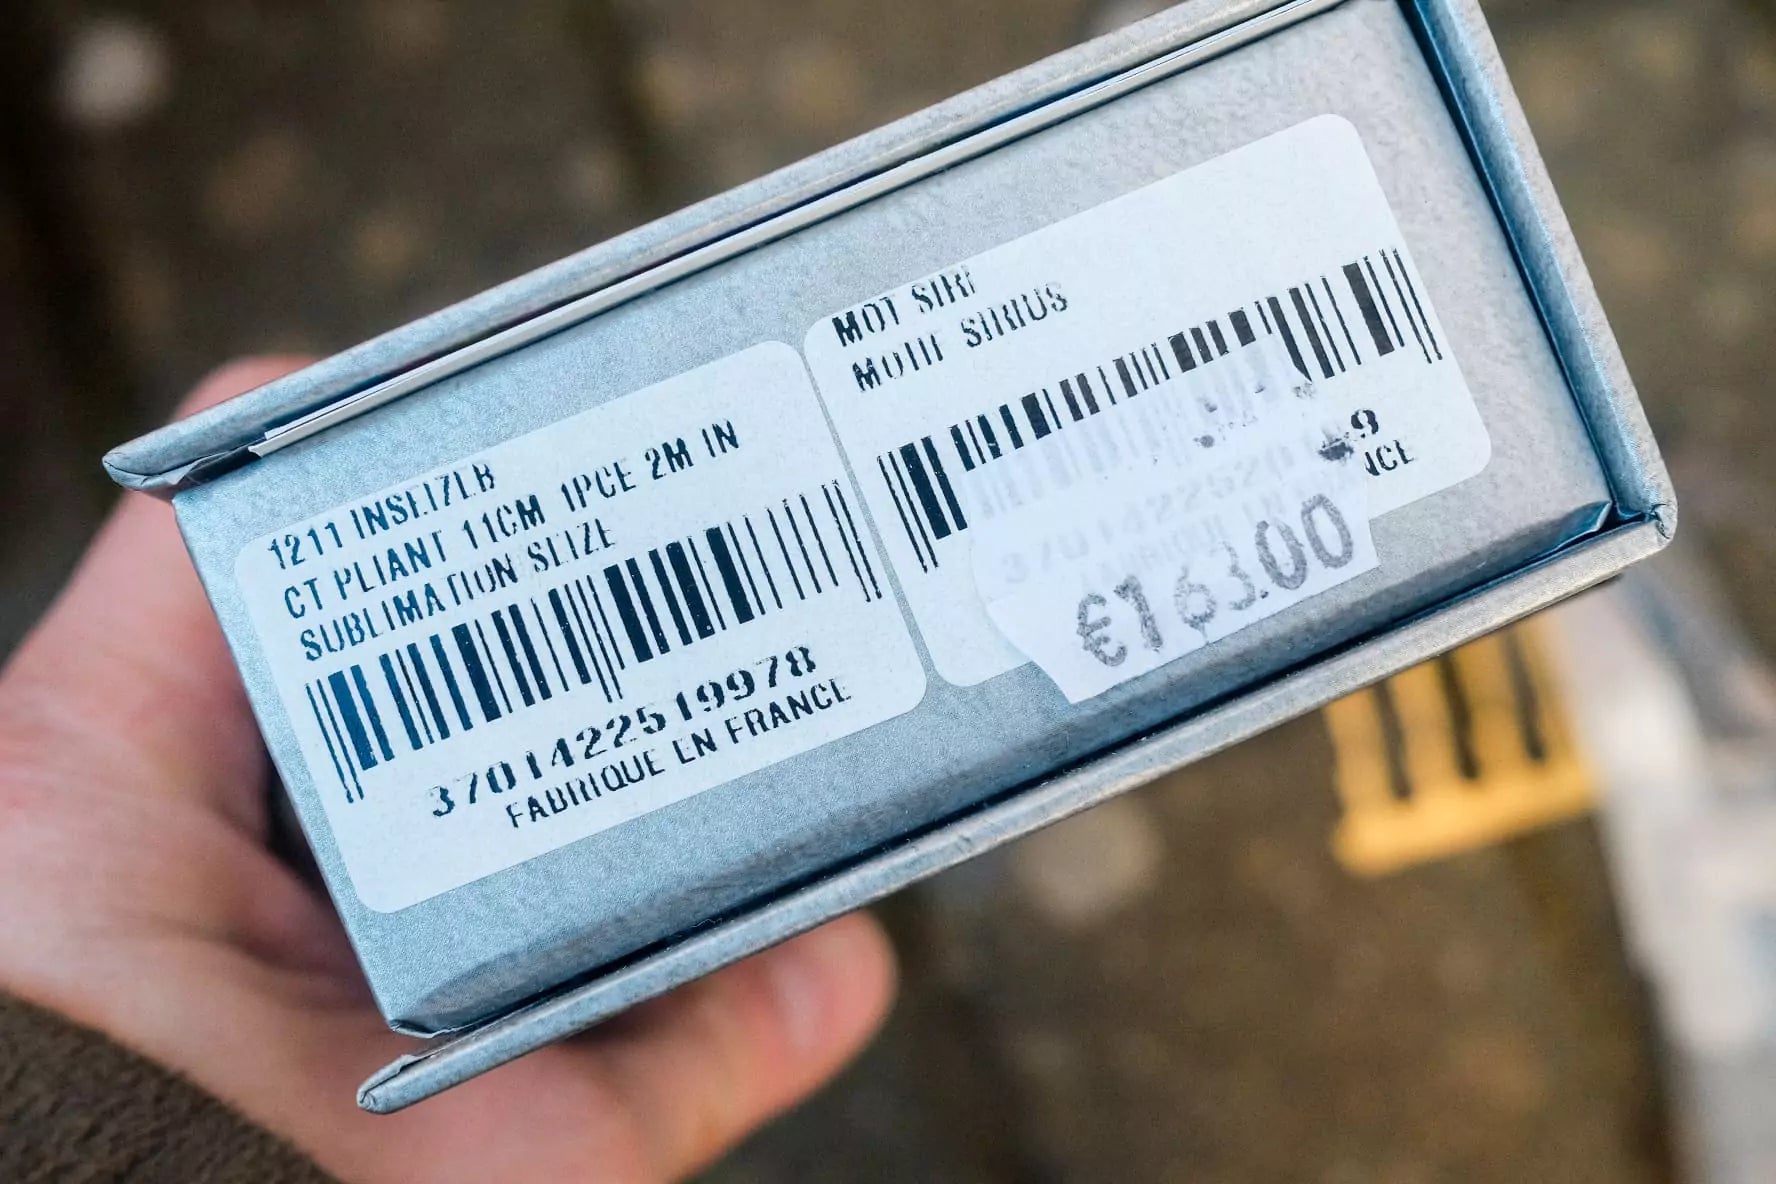 1211 INSEIZLB
CT PLIANT 11CM 1PCE 2M IN
SUBLIMATION SEIZE
3701422519978
FABRIQUE EN FRANCE
MOT SIRI
MOTIF SIRIUS
€163.00